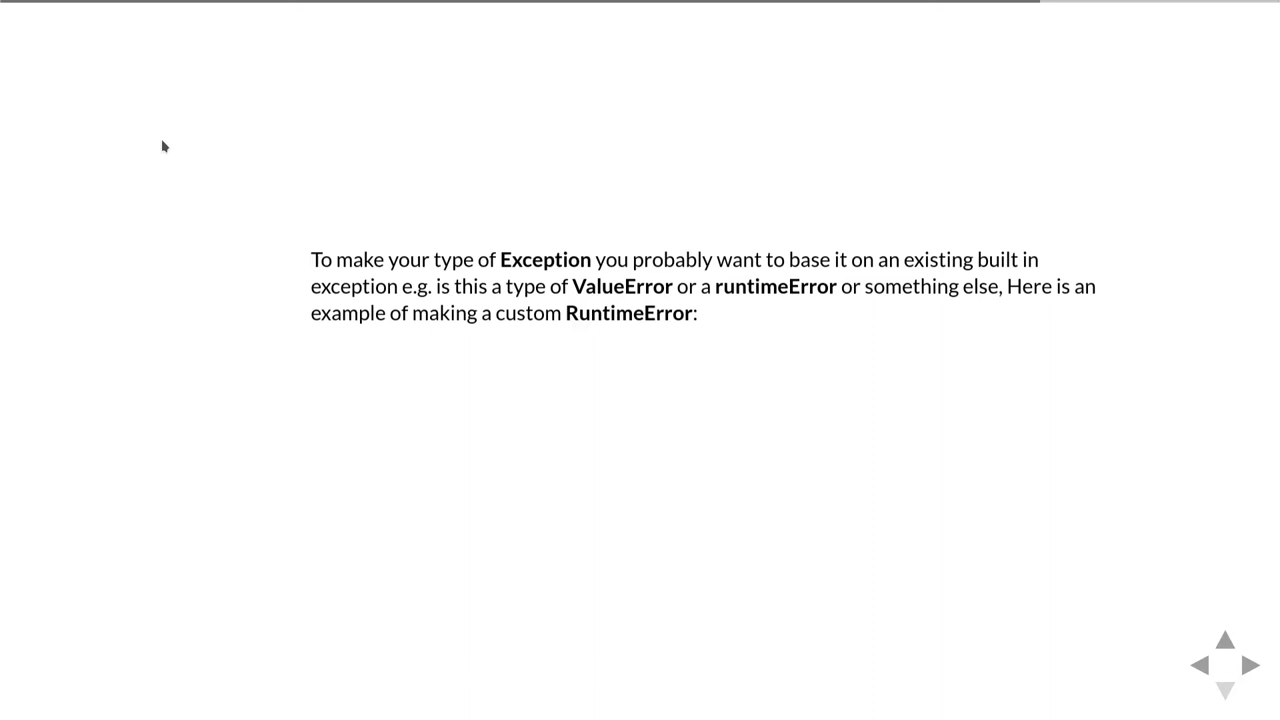 To make your type of Exception you probably want to base it on an existing built in
exception e.g. is this a type of ValueError or a runtimeError or something else, Here is an
example of making a custom RuntimeError: